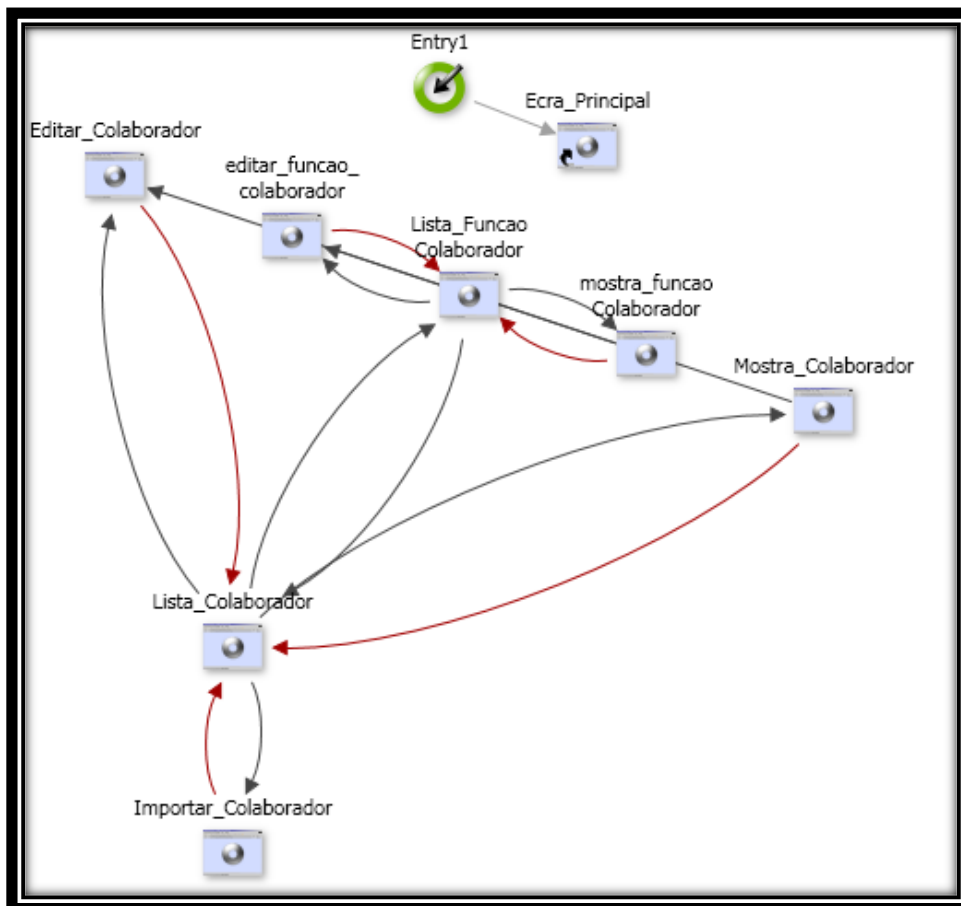 Entry1
Ecra_Principal
Editar_Colaborador
editar_funcao_
colaborador
Lista_Funcao
Colaborador
mostra_funcao
Colaborador
Mostra_Colaborador
Lista_Colaborador
Importar_Colaborador